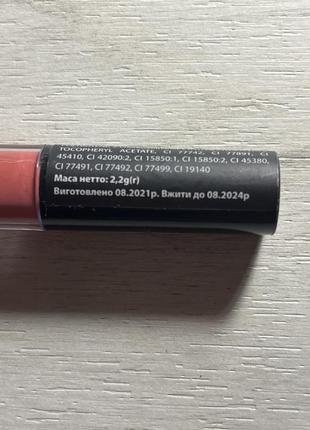 TOCOPHERYL ACETATE, CI 77742, CI 77891, CI
45410, CI 42090:2, CI 15850:1, CI 15850:2, CI 45380,
CI 77491, CI 77492, CI 77499, CI 19140
Маса нетто: 2,2g(г)
Виготовлено 08.2021р. Вжити до 08.2024р